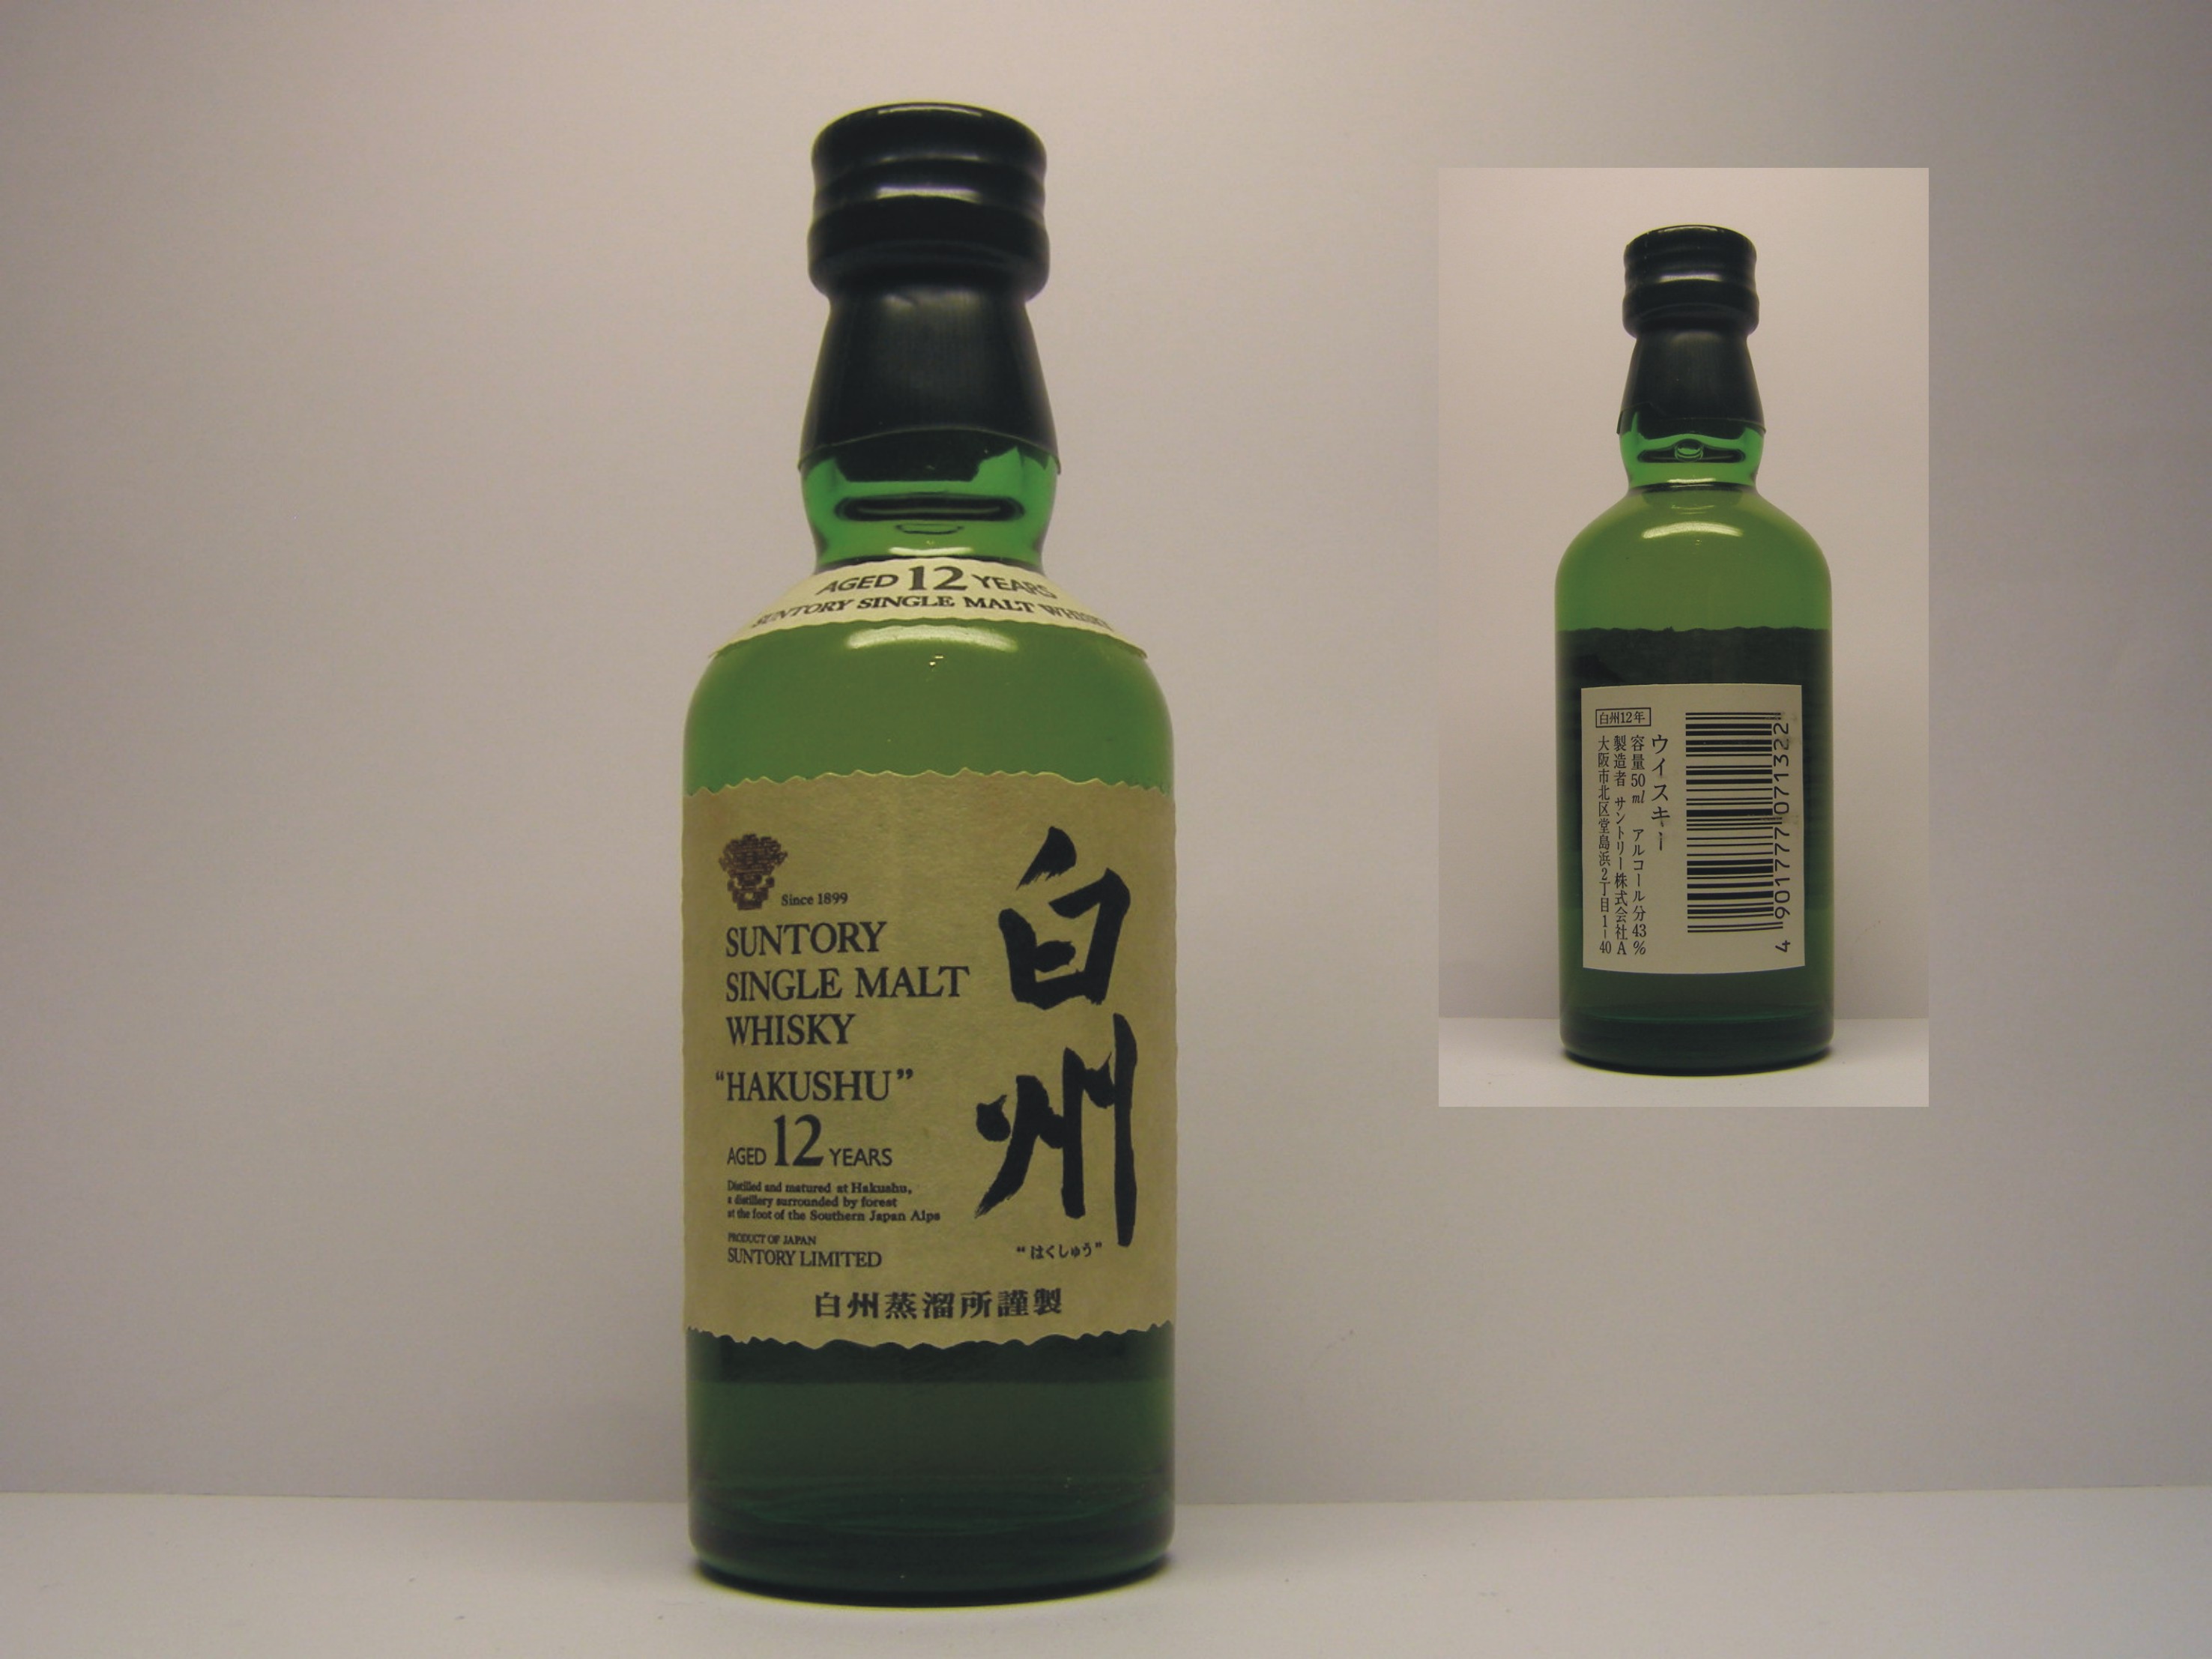 AGED 12 YEARS
SUNTORY SINGLE MALT WHISKY
Since 1899
SUNTORY
SINGLE MALT
WHISKY
"HAKUSHU"
AGED 12 YEARS
Distilled and matured at Hakushu,
a distillery surrounded by forest
at the foot of the Southern Japan Alps
PRODUCT OF JAPAN
SUNTORY LIMITED
白州
"はくしゅう"
白州蒸溜所謹製
白州12年
ウイスキー
容量50ml アルコール分43%
製造者 サントリー株式会社A
大阪市北区堂島浜2丁目1-40
4 901777 071322